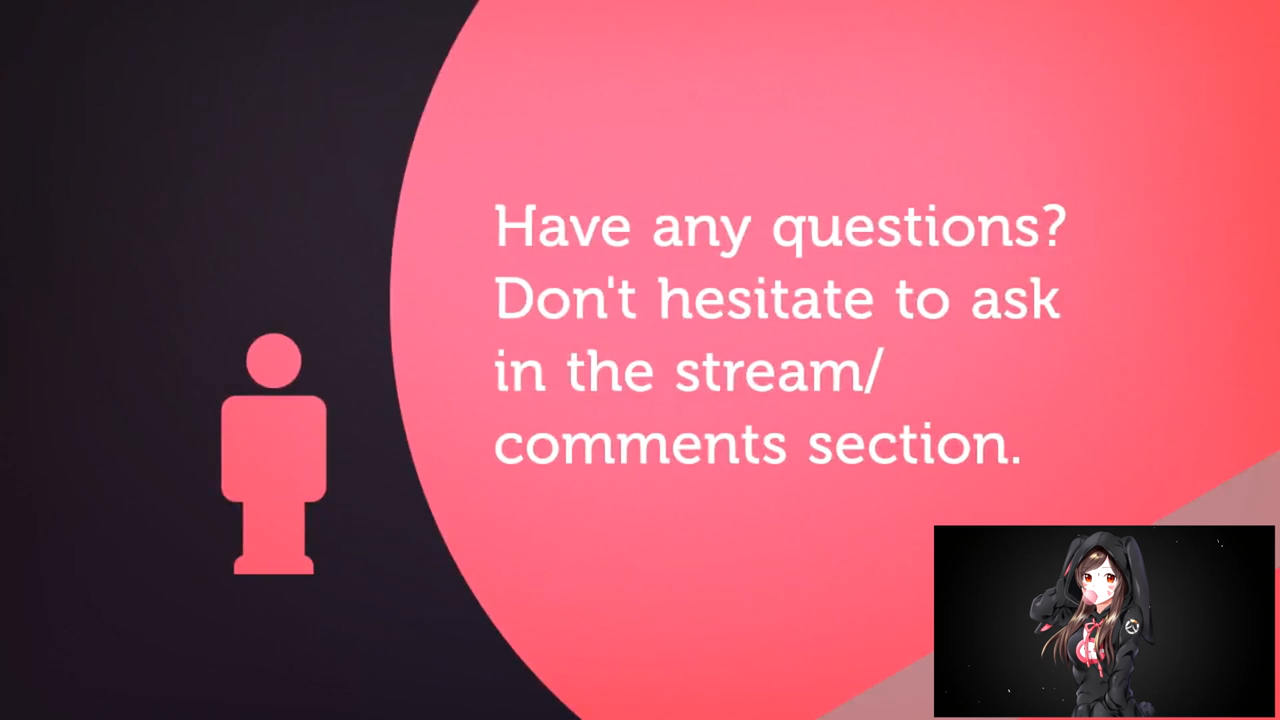 Have any questions?
Don't hesitate to ask
in the stream/
comments section.